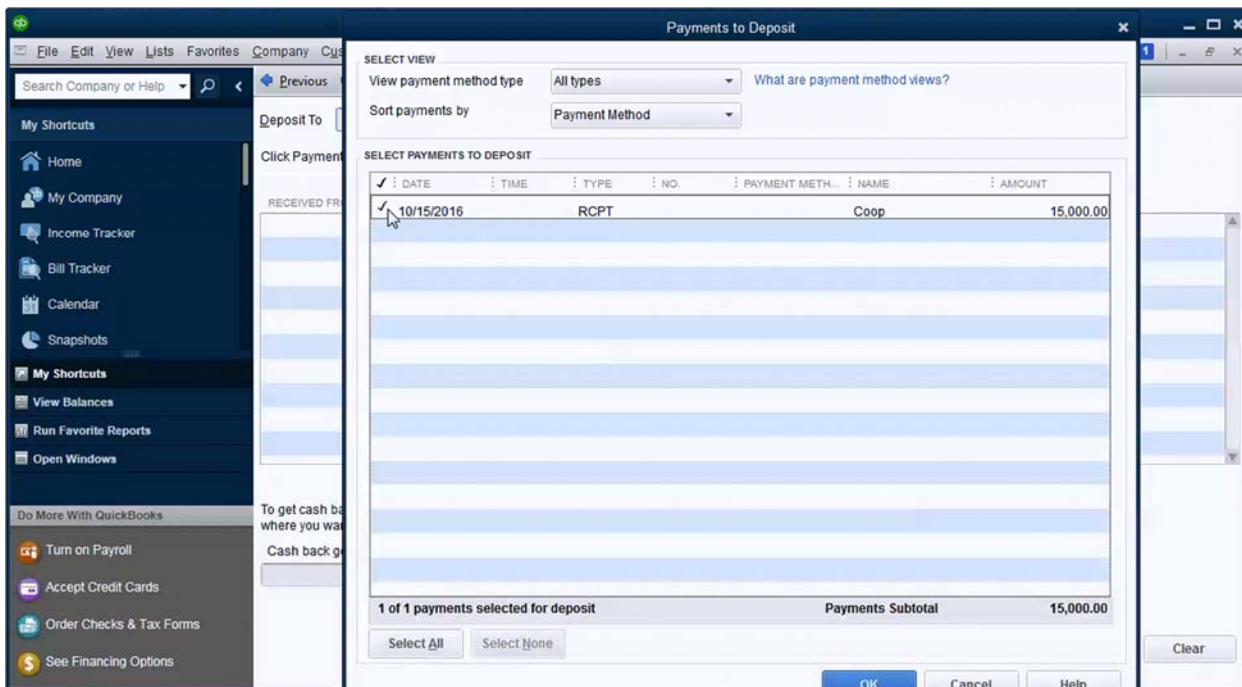 Payments to Deposit
File Edit View Lists Favorites Company Cus
1
Search Company or Help
Previous
My Shortcuts
Home
My Company
Income Tracker
Bill Tracker
Calendar
Snapshots
My Shortcuts
View Balances
Run Favorite Reports
Open Windows
Do More With QuickBooks
Turn on Payroll
Accept Credit Cards
Order Checks & Tax Forms
See Financing Options
Deposit To
Click Payment
RECEIVED FR
To get cash ba
where you wa
Cash back g
SELECT VIEW
View payment method type All types What are payment method views?
Sort payments by Payment Method
SELECT PAYMENTS TO DEPOSIT
✓ DATE TIME TYPE NO. PAYMENT METH... NAME AMOUNT
✓ 10/15/2016 RCPT Coop 15,000.00
1 of 1 payments selected for deposit Payments Subtotal 15,000.00
Select All Select None
OK Cancel Help
Clear